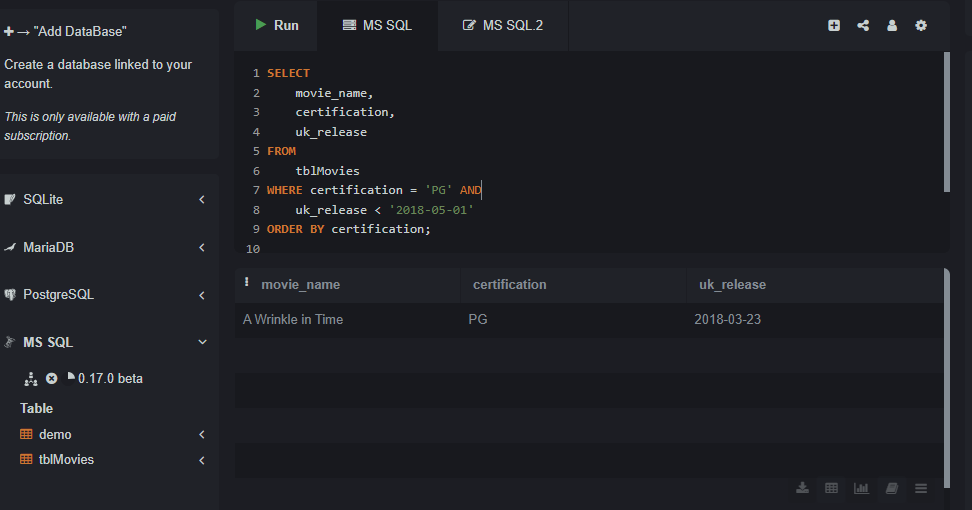 → "Add DataBase"
Create a database linked to your
account.
This is only available with a paid
subscription.
SQLite
MariaDB
PostgreSQL
MS SQL
0.17.0 beta
Table
demo
tblMovies
Run
MS SQL
MS SQL.2
1 SELECT
2 movie_name,
3 certification,
4 uk_release
5 FROM
6 tblMovies
7 WHERE certification = 'PG' AND
8 uk_release < '2018-05-01'
9 ORDER BY certification;
10
movie_name certification uk_release
A Wrinkle in Time PG 2018-03-23